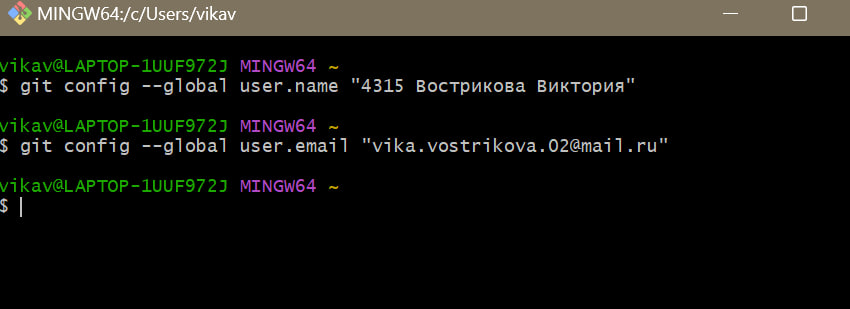 MINGW64:/c/Users/vikav
vikav@LAPTOP-1UUF972J MINGW64 ~
$ git config --global user.name "4315 Вострикова Виктория"
vikav@LAPTOP-1UUF972J MINGW64 ~
$ git config --global user.email "vika.vostrikova.02@mail.ru"
vikav@LAPTOP-1UUF972J MINGW64 ~
$